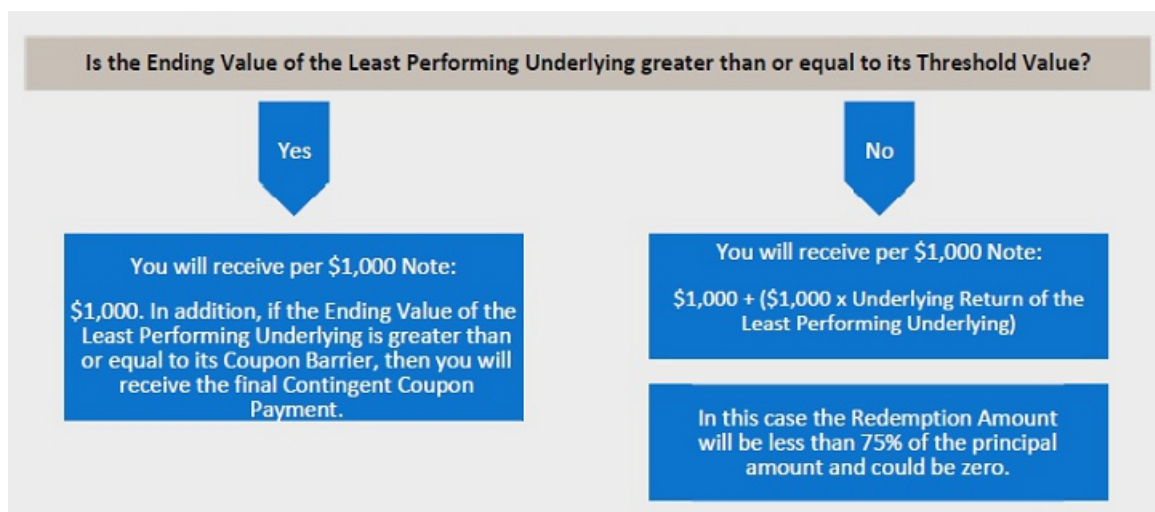 Is the Ending Value of the Least Performing Underlying greater than or equal to its Threshold Value?
Yes
No
You will receive per $1,000 Note:
$1,000. In addition, if the Ending Value of the
Least Performing Underlying is greater than
or equal to its Coupon Barrier, then you will
receive the final Contingent Coupon
Payment.
You will receive per $1,000 Note:
$1,000 + ($1,000 x Underlying Return of the
Least Performing Underlying)
In this case the Redemption Amount
will be less than 75% of the principal
amount and could be zero.